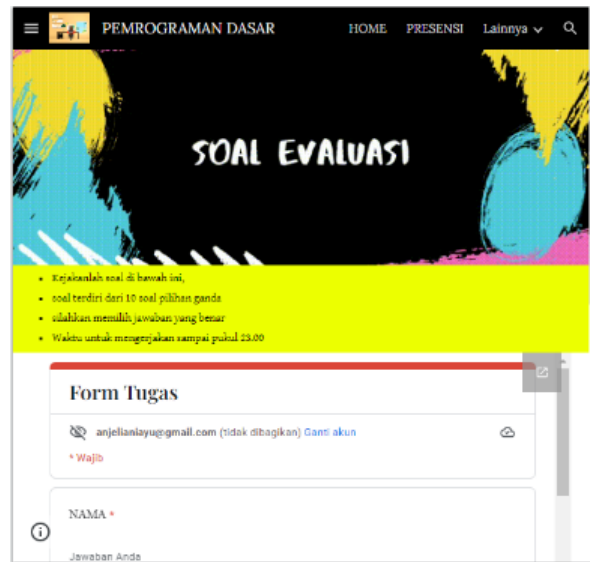 PEMROGRAMAN DASAR HOME PRESENSI Lainnya
SOAL EVALUASI
Kejakanlah soal di bawah ini,
soal terdiri dari 10 soal pilihan ganda
silahkan memilih jawaban yang benar
Waktu untuk mengerjakan sampai pukul 23.00
Form Tugas
anjelianiayu@gmail.com (tidak dibagikan) Ganti akun
* Wajib
NAMA *
Jawaban Anda